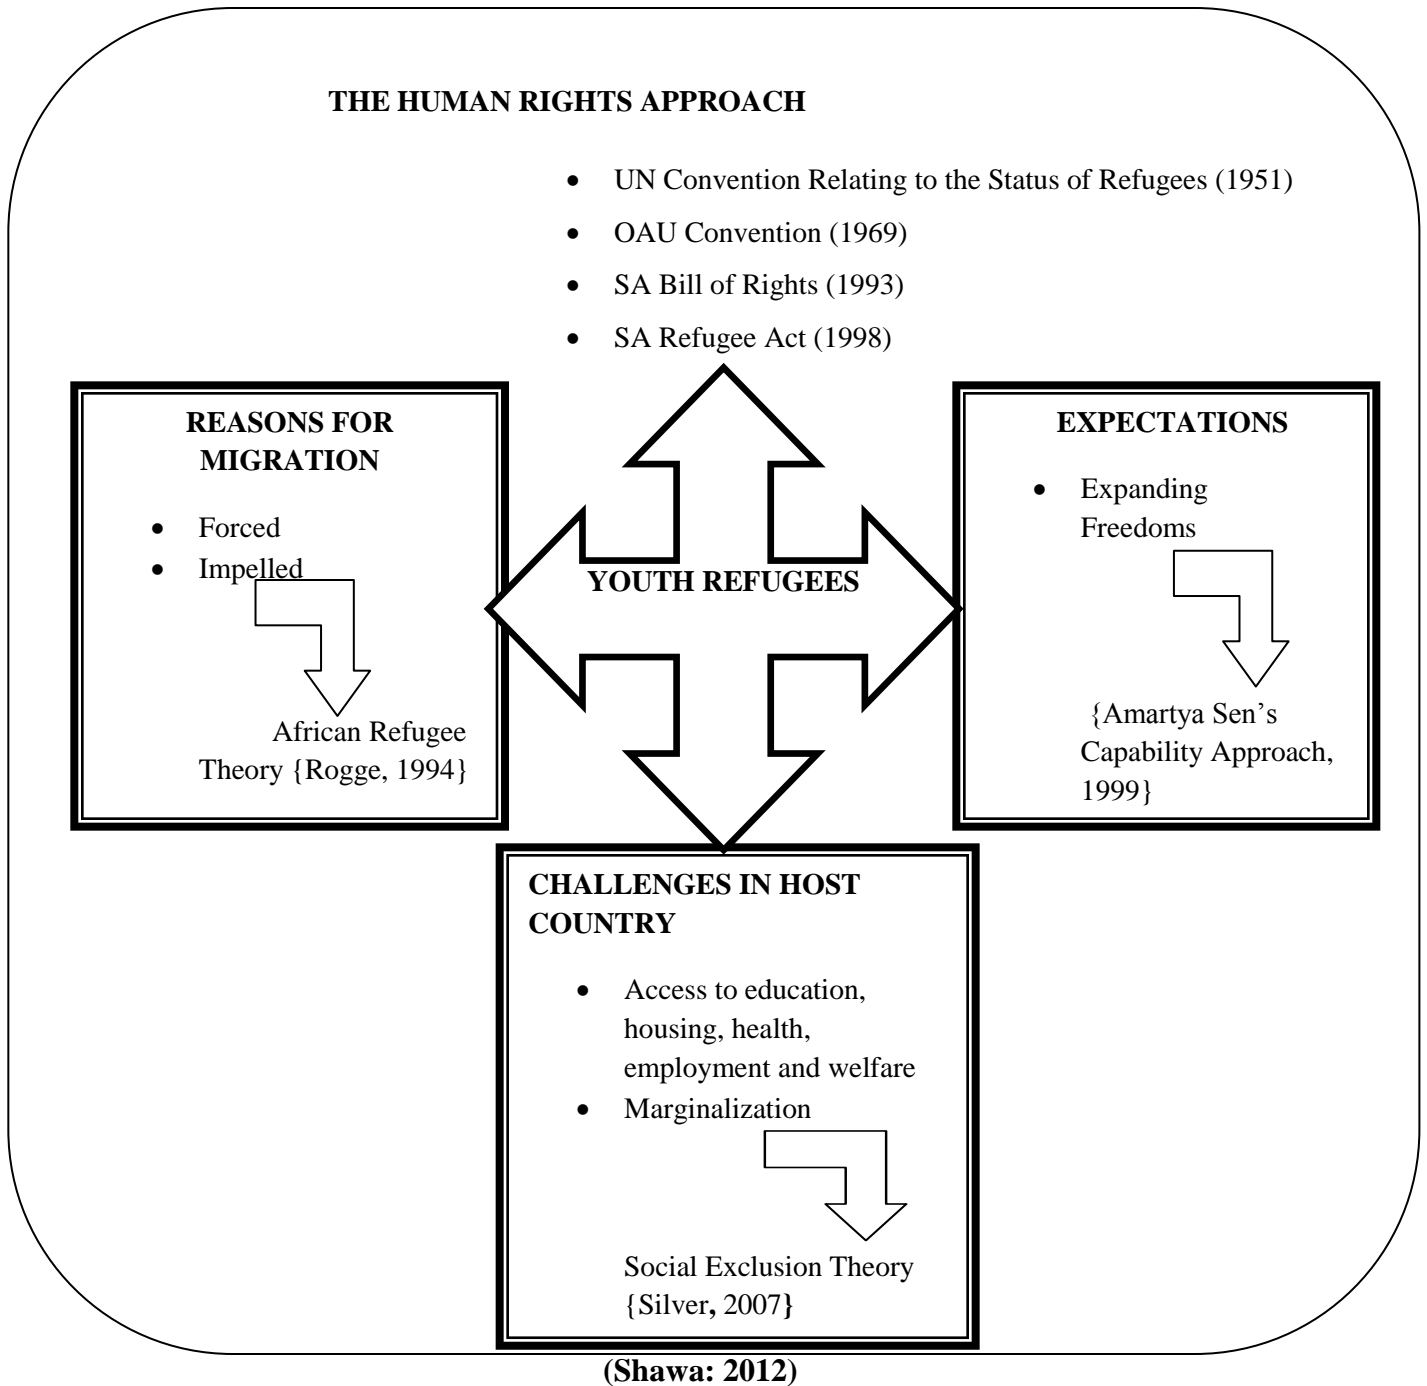 THE HUMAN RIGHTS APPROACH
• UN Convention Relating to the Status of Refugees (1951)
• OAU Convention (1969)
• SA Bill of Rights (1993)
• SA Refugee Act (1998)
REASONS FOR
MIGRATION
• Forced
• Impelled
African Refugee
Theory {Rogge, 1994}
YOUTH REFUGEES
EXPECTATIONS
• Expanding
Freedoms
{Amartya Sen’s
Capability Approach,
1999}
CHALLENGES IN HOST
COUNTRY
• Access to education,
housing, health,
employment and welfare
• Marginalization
Social Exclusion Theory
{Silver, 2007}
(Shawa: 2012)